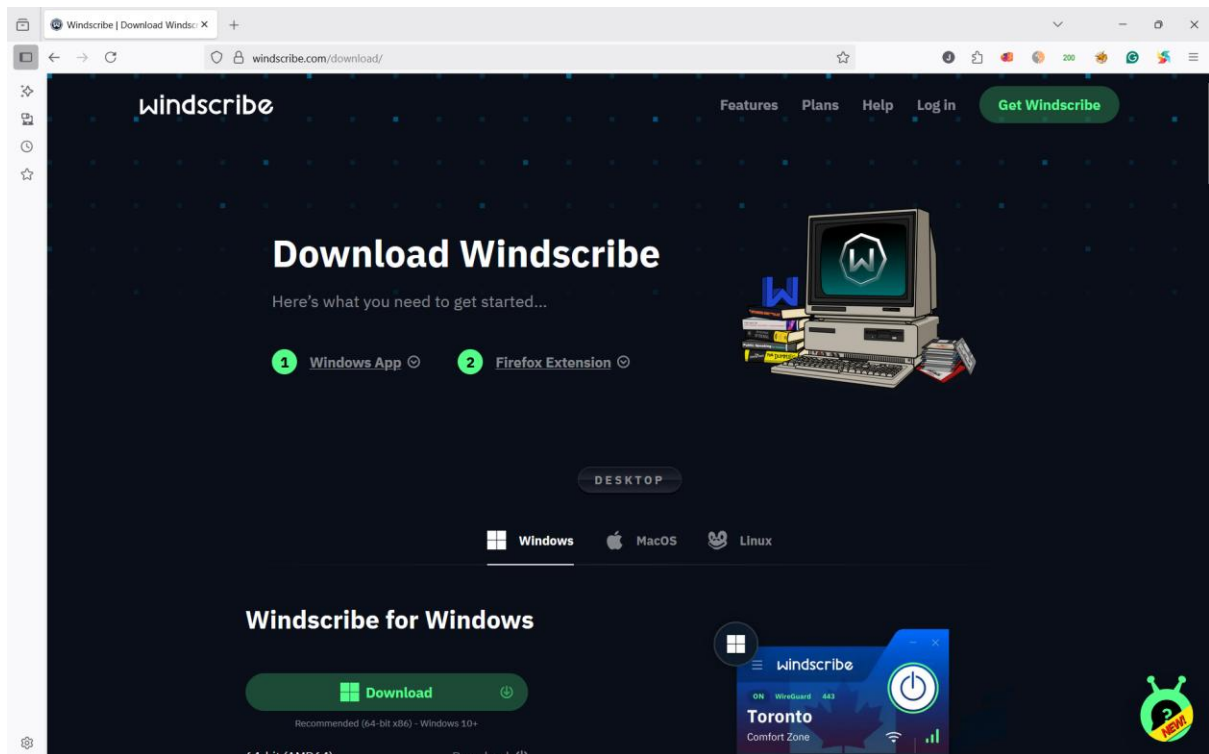 Windscribe | Download Windsc
windscribe.com/download/
200
windscribe
Features Plans Help Log in Get Windscribe
Download Windscribe
Here's what you need to get started...
1 Windows App 2 Firefox Extension
DESKTOP
Windows MacOS Linux
Windscribe for Windows
Download
Recommended (64-bit x86) - Windows 10+
windscribe
ON WireGuard 443
Toronto
Comfort Zone
?
NEW!